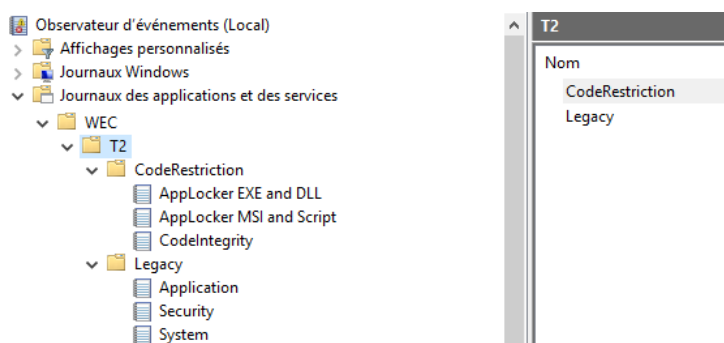 Observateur d'événements (Local)
Affichages personnalisés
Journaux Windows
Journaux des applications et des services
WEC
T2
CodeRestriction
AppLocker EXE and DLL
AppLocker MSI and Script
CodeIntegrity
Legacy
Application
Security
System
T2
Nom
CodeRestriction
Legacy